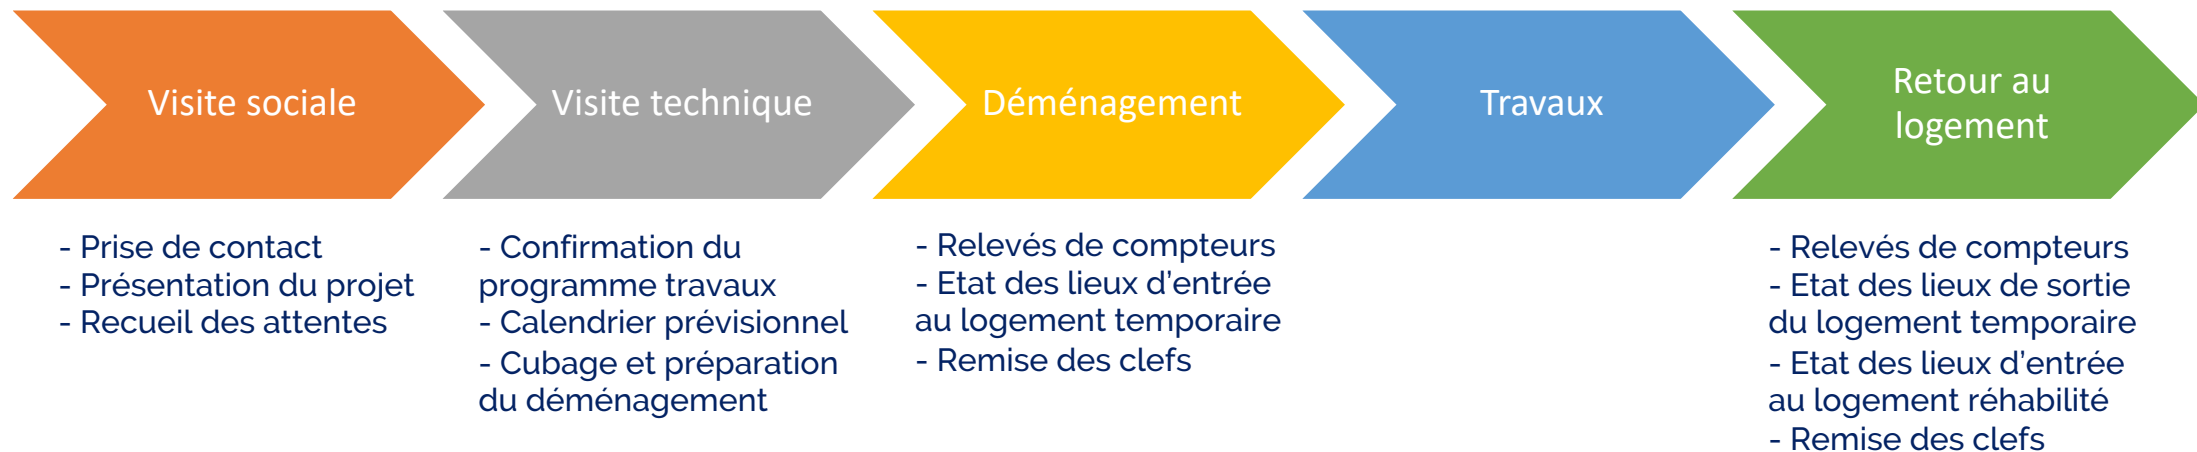 Visite sociale
- Prise de contact
- Présentation du projet
- Recueil des attentes
Visite technique
- Confirmation du
programme travaux
- Calendrier prévisionnel
- Cubage et préparation
du déménagement
Déménagement
- Relevés de compteurs
- Etat des lieux d’entrée
au logement temporaire
- Remise des clefs
Travaux
Retour au
logement
- Relevés de compteurs
- Etat des lieux de sortie
du logement temporaire
- Etat des lieux d’entrée
au logement réhabilité
- Remise des clefs